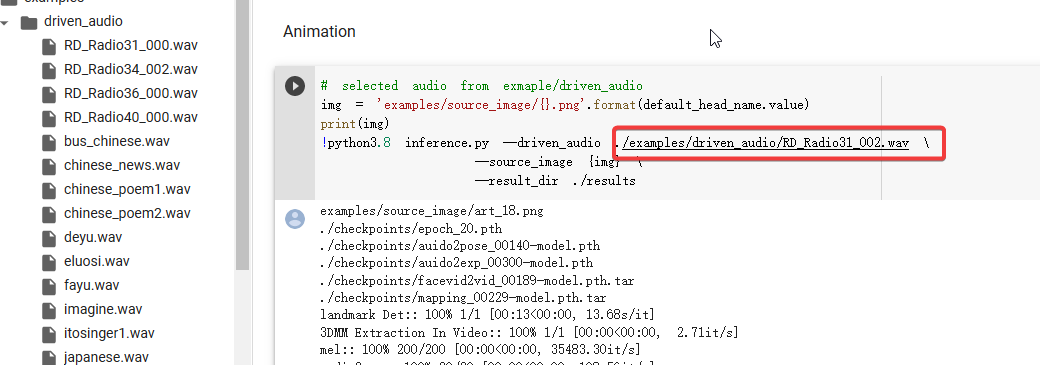 driven_audio
RD_Radio31_000.wav
RD_Radio34_002.wav
RD_Radio36_000.wav
RD_Radio40_000.wav
bus_chinese.wav
chinese_news.wav
chinese_poem1.wav
chinese_poem2.wav
deyu.wav
eluosi.wav
fayu.wav
imagine.wav
itosinger1.wav
japanese.wav
Animation
# selected audio from exmaple/driven_audio
img = 'examples/source_image/{}.png'.format(default_head_name.value)
print(img)
!python3.8 inference.py --driven_audio ./examples/driven_audio/RD_Radio31_002.wav \
--source_image {img} \
--result_dir ./results
examples/source_image/art_18.png
./checkpoints/epoch_20.pth
./checkpoints/auido2pose_00140-model.pth
./checkpoints/auido2exp_00300-model.pth
./checkpoints/facevid2vid_00189-model.pth.tar
./checkpoints/mapping_00229-model.pth.tar
landmark Det:: 100% 1/1 [00:13<00:00, 13.68s/it]
3DMM Extraction In Video:: 100% 1/1 [00:00<00:00, 2.71it/s]
mel:: 100% 200/200 [00:00<00:00, 35483.30it/s]